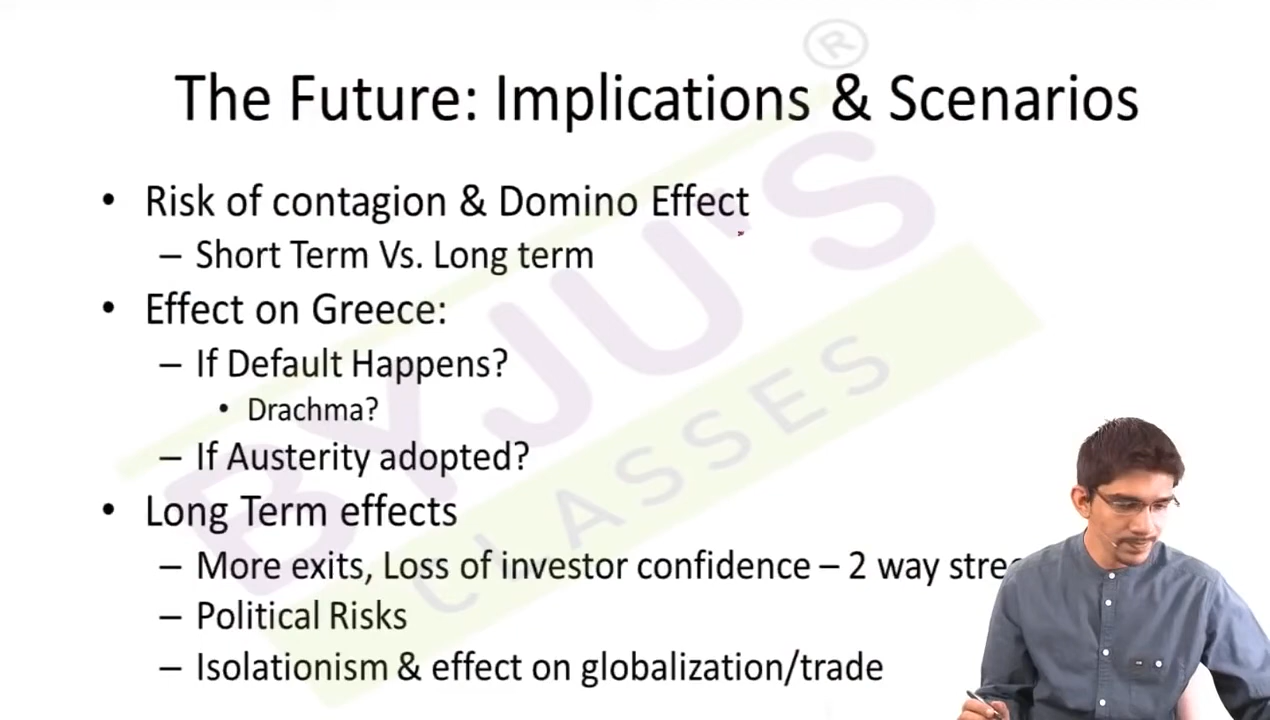 The Future: Implications & Scenarios
• Risk of contagion & Domino Effect
– Short Term Vs. Long term
• Effect on Greece:
– If Default Happens?
• Drachma?
– If Austerity adopted?
• Long Term effects
– More exits, Loss of investor confidence – 2 way
– Political Risks
– Isolationism & effect on globalization/trade
BYJU'S
CLASSES
®